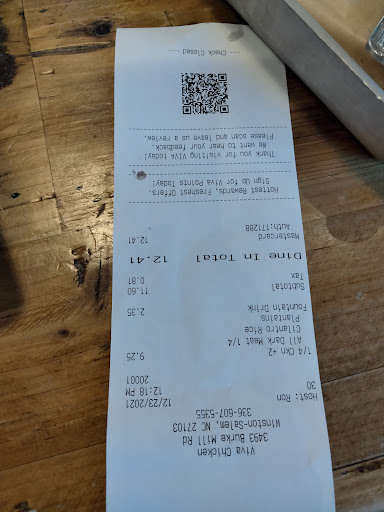 Viva Chicken
3493 Burke Mill Rd
Winston-Salem, NC 27103
336-607-5355
Host: Ron 12/23/2021
30 12:18 PM
20001
1/4 Ckn +2 9.25
All Dark Meat 1/4
Cilantro Rice
Plantains
Fountain Drink 2.35
Subtotal 11.60
Tax 0.81
Dine In Total 12.41
Mastercard 12.41
Auth:171288
Hottest Rewards, Freshest Offers.
Sign Up for Viva Points Today!
Thank you for visiting Viva today!
We want to hear your feedback.
Please scan and leave us a review.
--- Check Closed ---